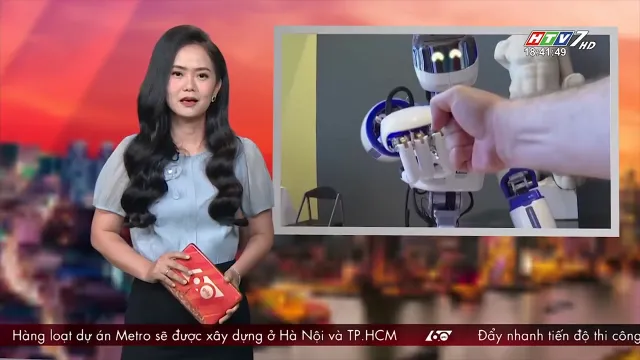 HTV7 HD
18:41:49
60
Hàng loạt dự án Metro sẽ được xây dựng ở Hà Nội và TP.HCM 60 Đẩy nhanh tiến độ thi công